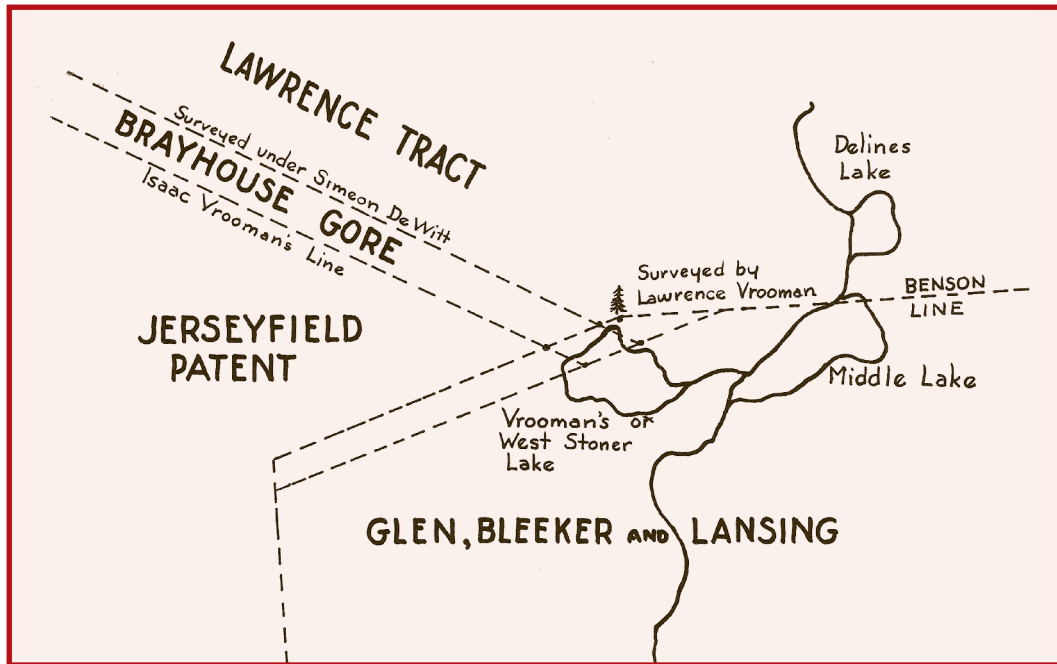 LAWRENCE TRACT
Surveyed under Simeon De Witt
BRAYHOUSE GORE
Isaac Vrooman's Line
Delines
Lake
Surveyed by
Lawrence Vrooman
BENSON
LINE
JERSEYFIELD
PATENT
Middle Lake
Vrooman's or
West Stoner
Lake
GLEN, BLEEKER AND LANSING